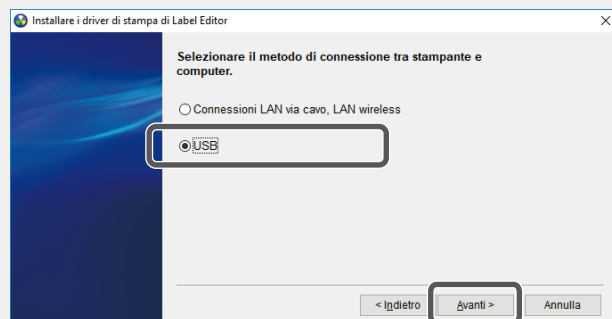 Installare i driver di stampa di Label Editor
Selezionare il metodo di connessione tra stampante e
computer.
Connessioni LAN via cavo, LAN wireless
USB
< Indietro
Avanti >
Annulla